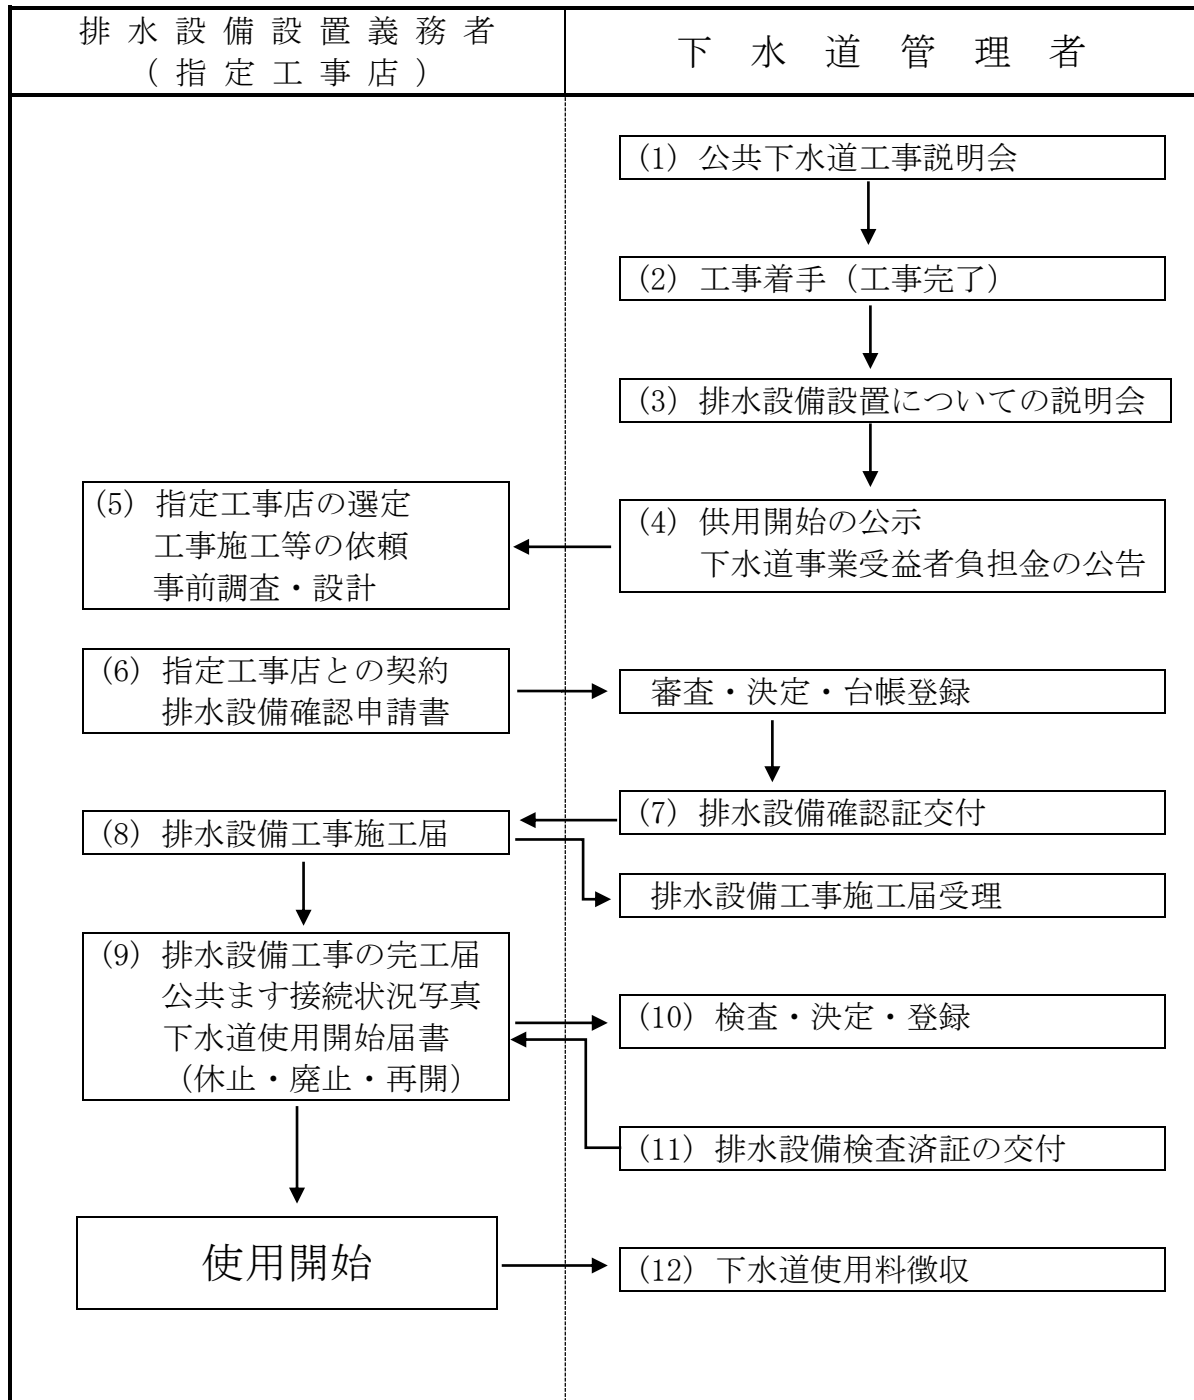 排水設備設置義務者
(指定工事店)
下水道管理者
(1) 公共下水道工事説明会
(2) 工事着手（工事完了）
(3) 排水設備設置についての説明会
(4) 供用開始の公示
下水道事業受益者負担金の公告
(5) 指定工事店の選定
工事施工等の依頼
事前調査・設計
(6) 指定工事店との契約
排水設備確認申請書
審査・決定・台帳登録
(7) 排水設備確認証交付
(8) 排水設備工事施工届
排水設備工事施工届受理
(9) 排水設備工事の完工届
公共ます接続状況写真
下水道使用開始届書
（休止・廃止・再開）
(10) 検査・決定・登録
(11) 排水設備検査済証の交付
使用開始
(12) 下水道使用料徴収